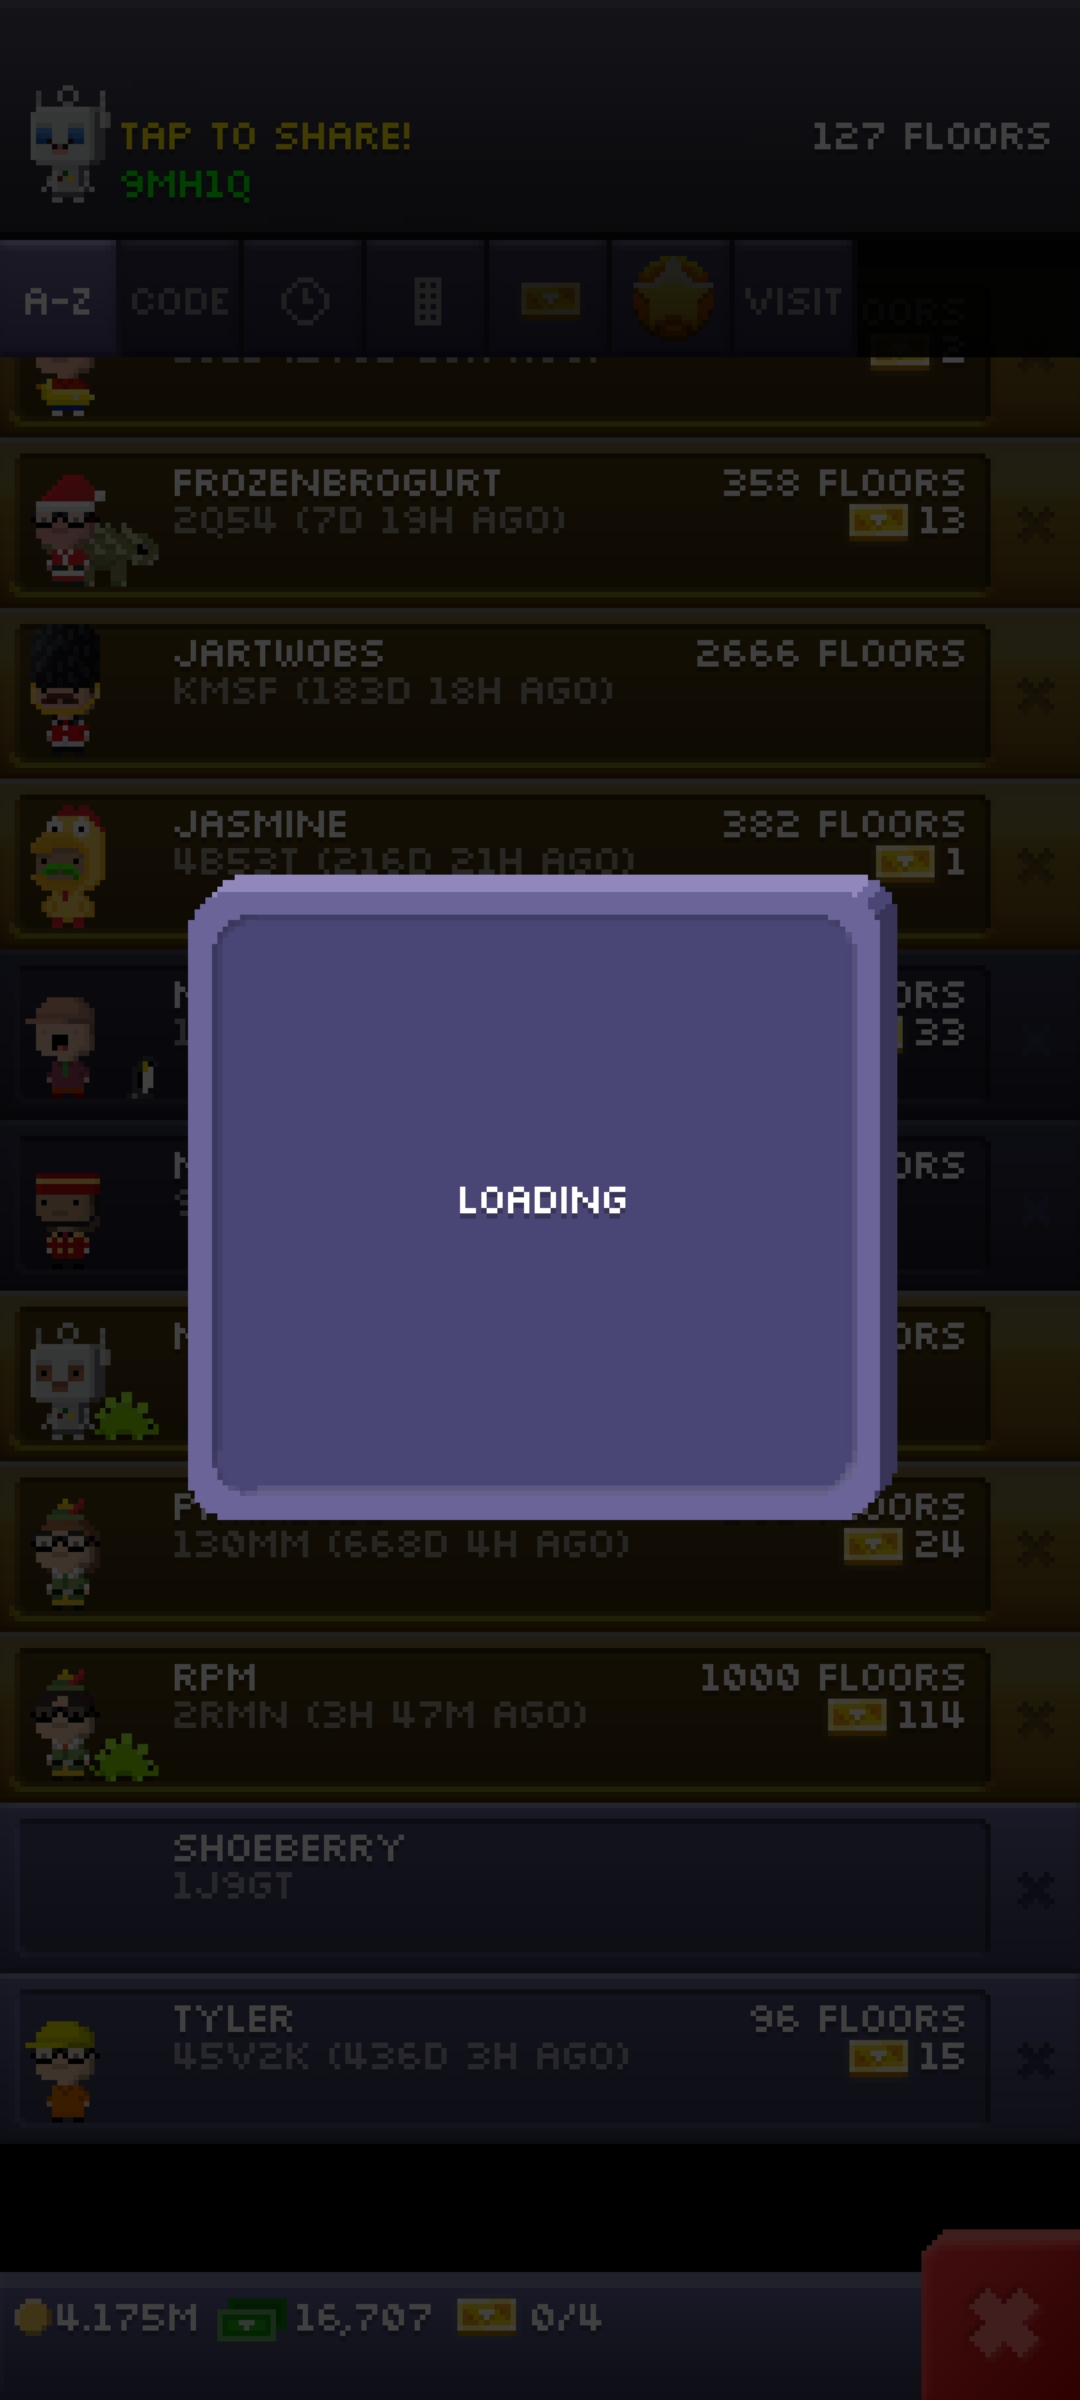 TAP TO SHARE!
127 FLOORS
9MH1Q
A-Z CODE VISIT
2
FROZENBROGURT 358 FLOORS
2Q54 (7D 19H AGO) 13
JARTWOBS 2666 FLOORS
KMSF (183D 18H AGO)
JASMINE 382 FLOORS
4B53T (216D 21H AGO) 1
33
LOADING
130MM (668D 4H AGO) 24
RPM 1000 FLOORS
2RMN (3H 47M AGO) 114
SHOEBERRY
1J9GT
TYLER 96 FLOORS
45V2K (436D 3H AGO) 15
4.175M 16,707 0/4